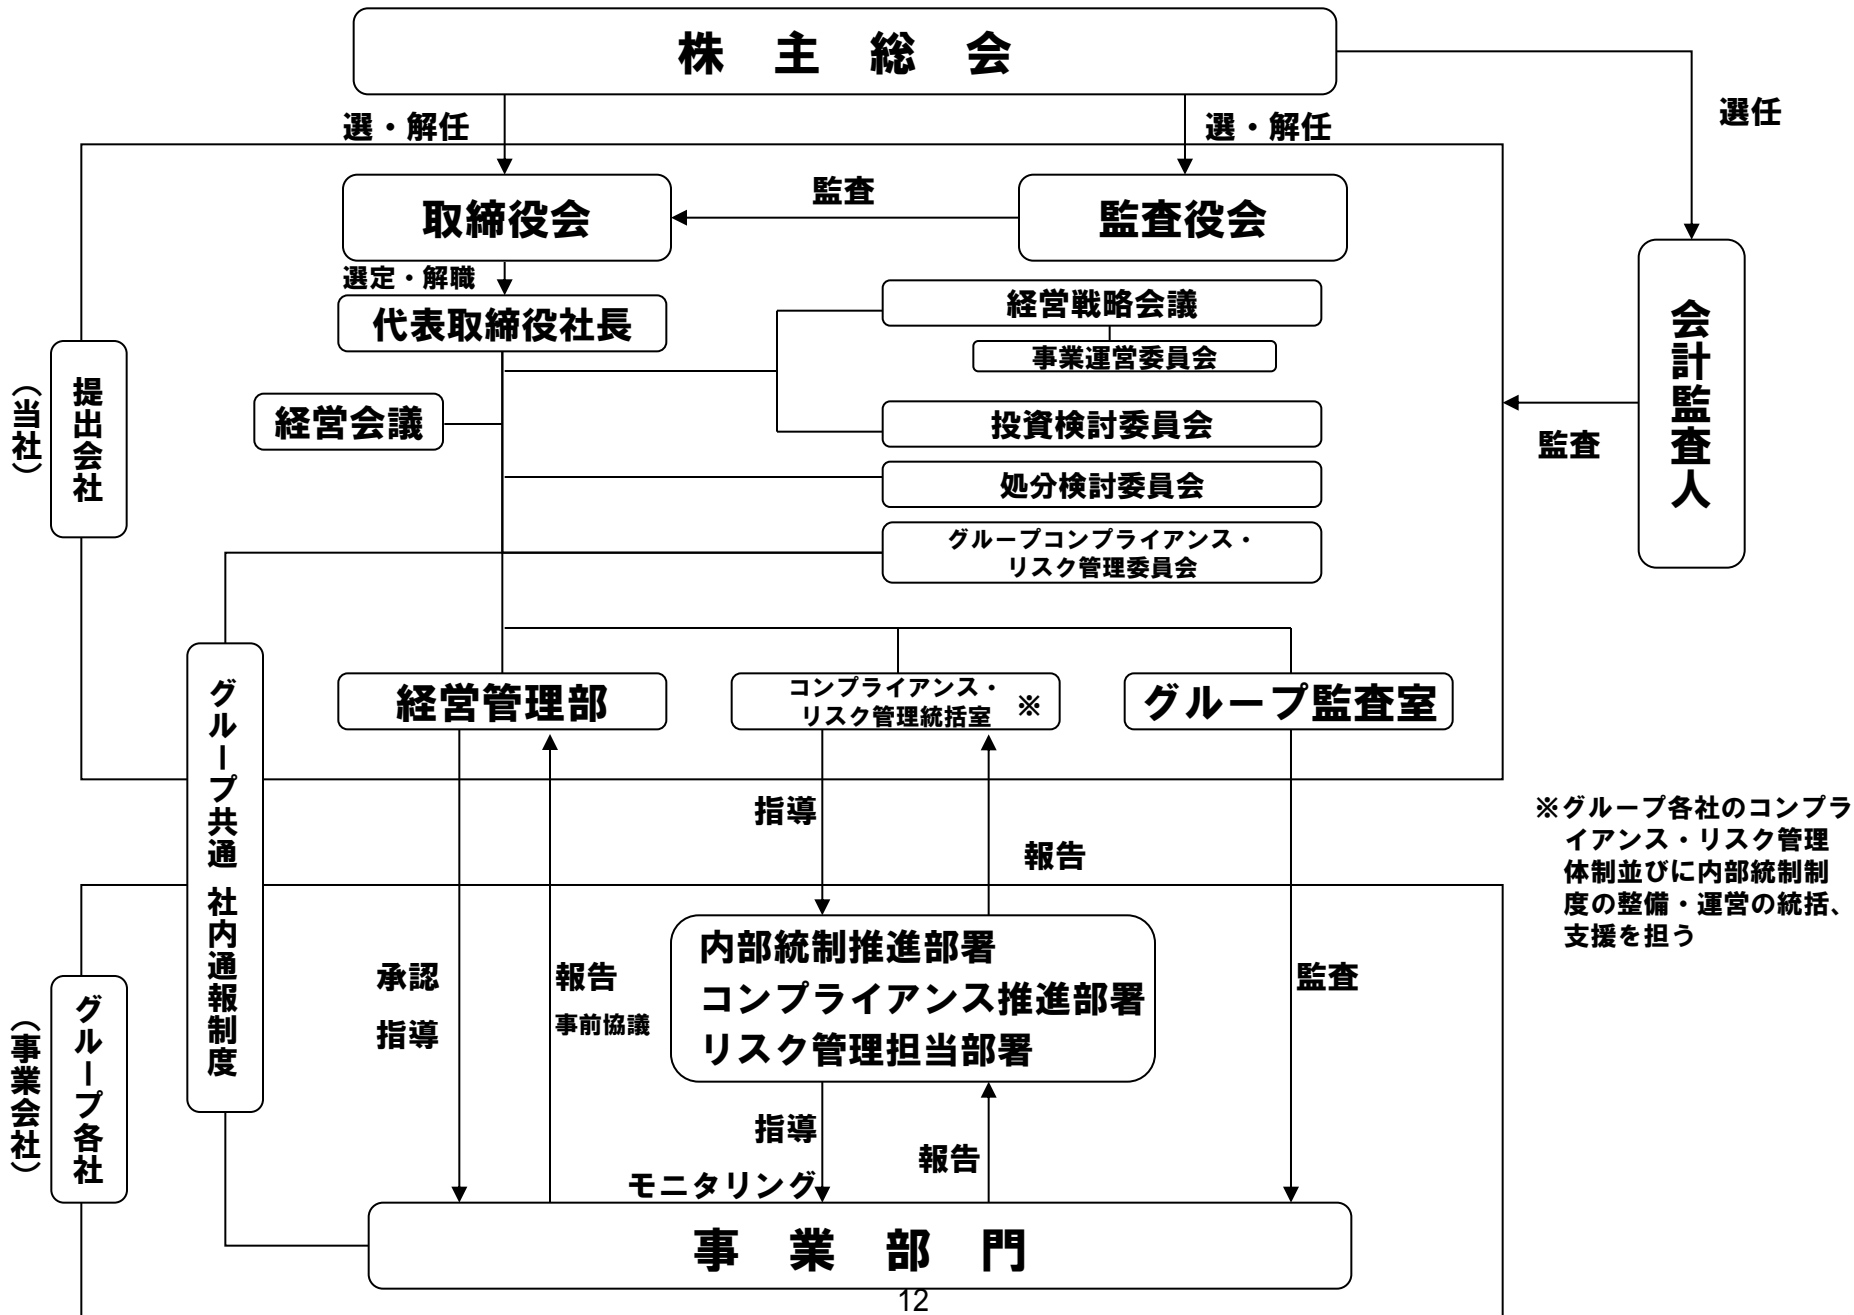 株主総会
選・解任
選・解任
選任
取締役会
監査
監査役会
選定・解職
代表取締役社長
経営戦略会議
事業運営委員会
会計監査人
監査
提出会社
（当社）
経営会議
投資検討委員会
処分検討委員会
グループコンプライアンス・
リスク管理委員会
経営管理部
コンプライアンス・
リスク管理統括室
※
グループ監査室
グループ共通 社内通報制度
指導
報告
※グループ各社のコンプラ
イアンス・リスク管理
体制並びに内部統制制
度の整備・運営の統括、
支援を担う
内部統制推進部署
コンプライアンス推進部署
リスク管理担当部署
承認
指導
報告
事前協議
監査
グループ各社
（事業会社）
指導
モニタリング
報告
事業部門
12